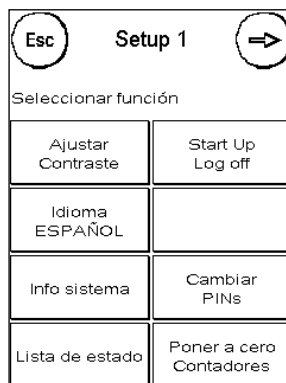 Esc
Setup 1
Seleccionar función
Ajustar
Contraste
Start Up
Log off
Idioma
ESPAÑOL
Info sistema
Cambiar
PINs
Lista de estado
Poner a cero
Contadores